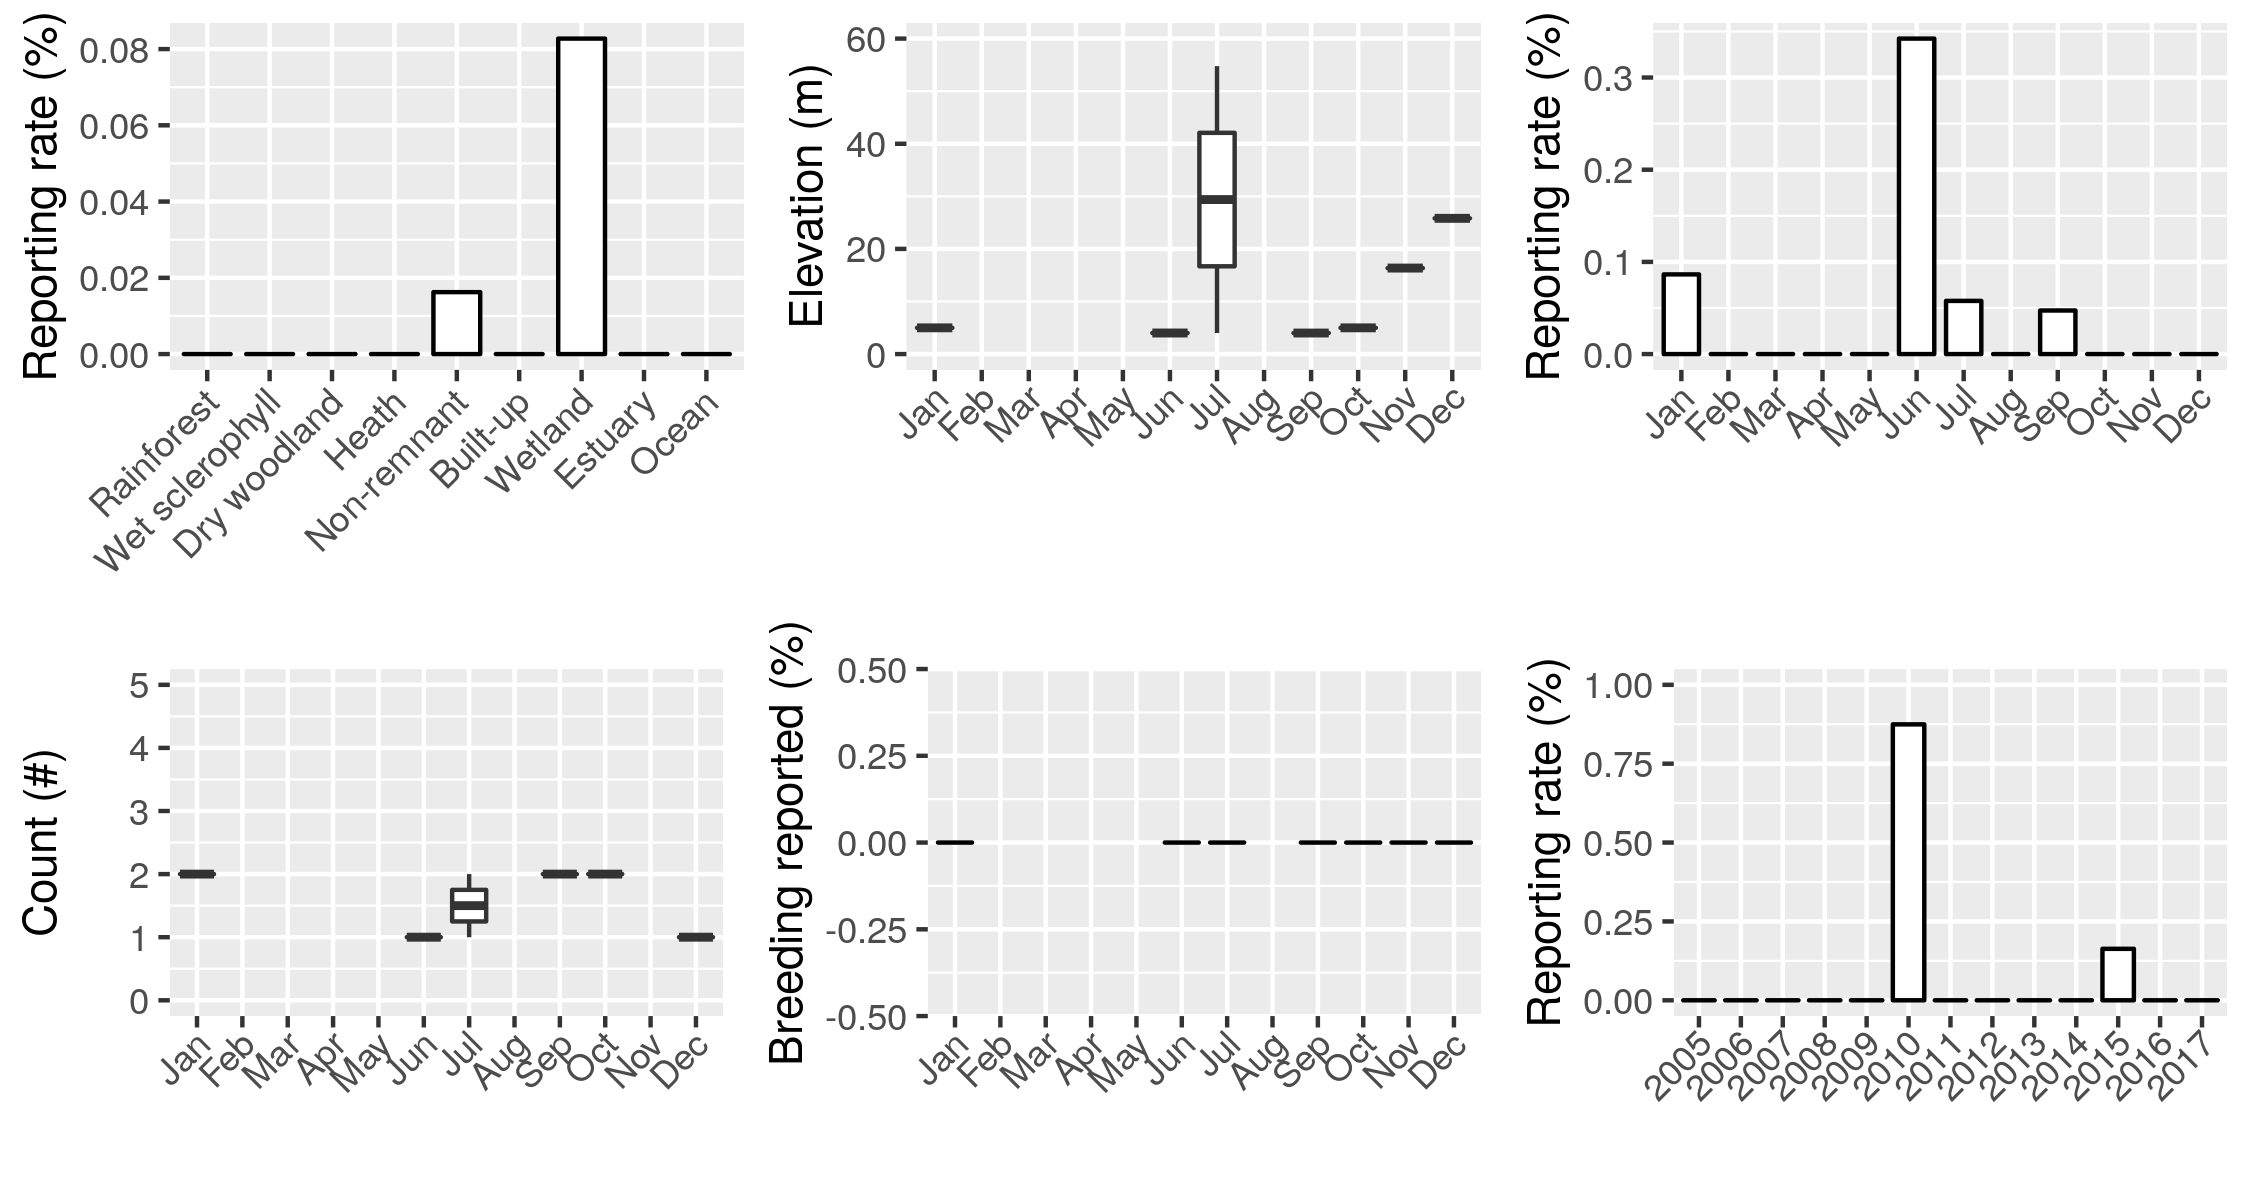 Reporting rate (%)
0.08
0.06
0.04
0.02
0.00
Rainforest
Wet sclerophyll
Dry woodland
Heath
Non-remnant
Built-up
Wetland
Estuary
Ocean
Elevation (m)
60
40
20
0
Jan
Feb
Mar
Apr
May
Jun
Jul
Aug
Sep
Oct
Nov
Dec
Reporting rate (%)
0.3
0.2
0.1
0.0
Jan
Feb
Mar
Apr
May
Jun
Jul
Aug
Sep
Oct
Nov
Dec
Count (#)
5
4
3
2
1
0
Jan
Feb
Mar
Apr
May
Jun
Jul
Aug
Sep
Oct
Nov
Dec
Breeding reported (%)
0.50
0.25
0.00
-0.25
-0.50
Jan
Feb
Mar
Apr
May
Jun
Jul
Aug
Sep
Oct
Nov
Dec
Reporting rate (%)
1.00
0.75
0.50
0.25
0.00
2005
2006
2007
2008
2009
2010
2011
2012
2013
2014
2015
2016
2017